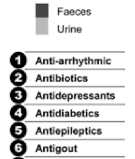 Faeces
Urine
1 Anti-arrhythmic
2 Antibiotics
3 Antidepressants
4 Antidiabetics
5 Antiepileptics
6 Antigout